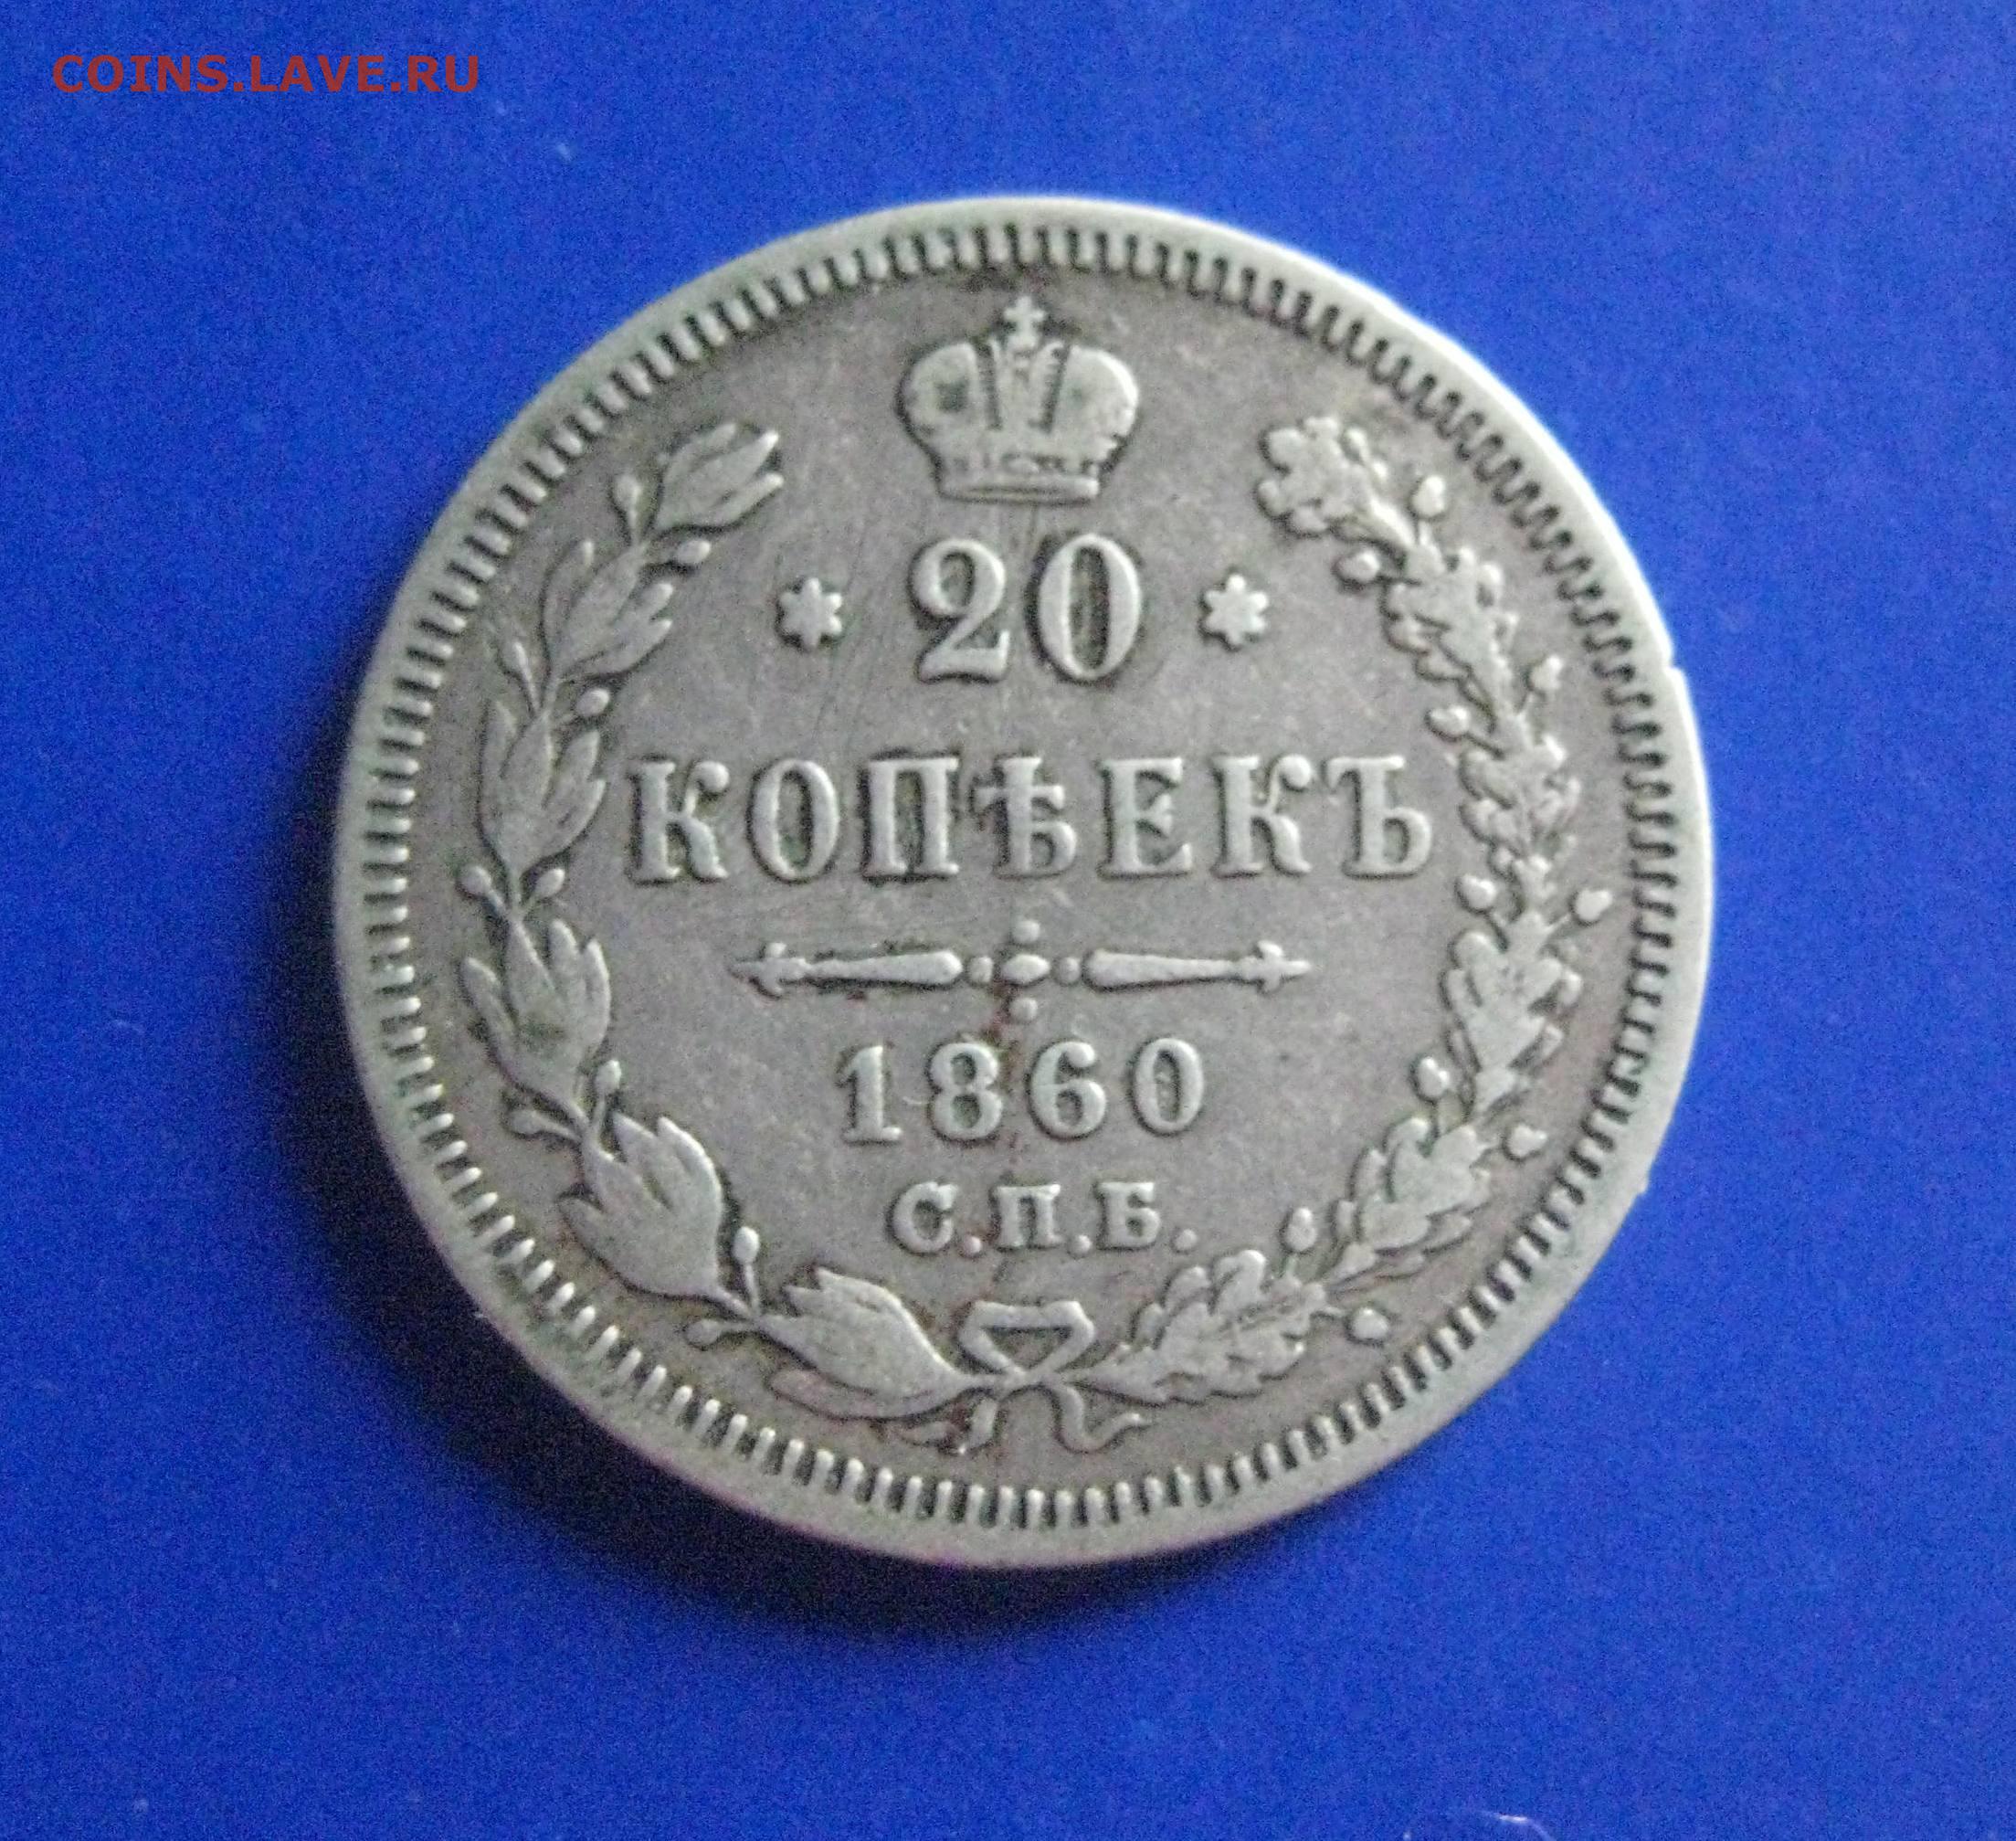 COINS.LAVE.RU
* 20 *
КОПѢЕКЪ
1860
С.П.Б.